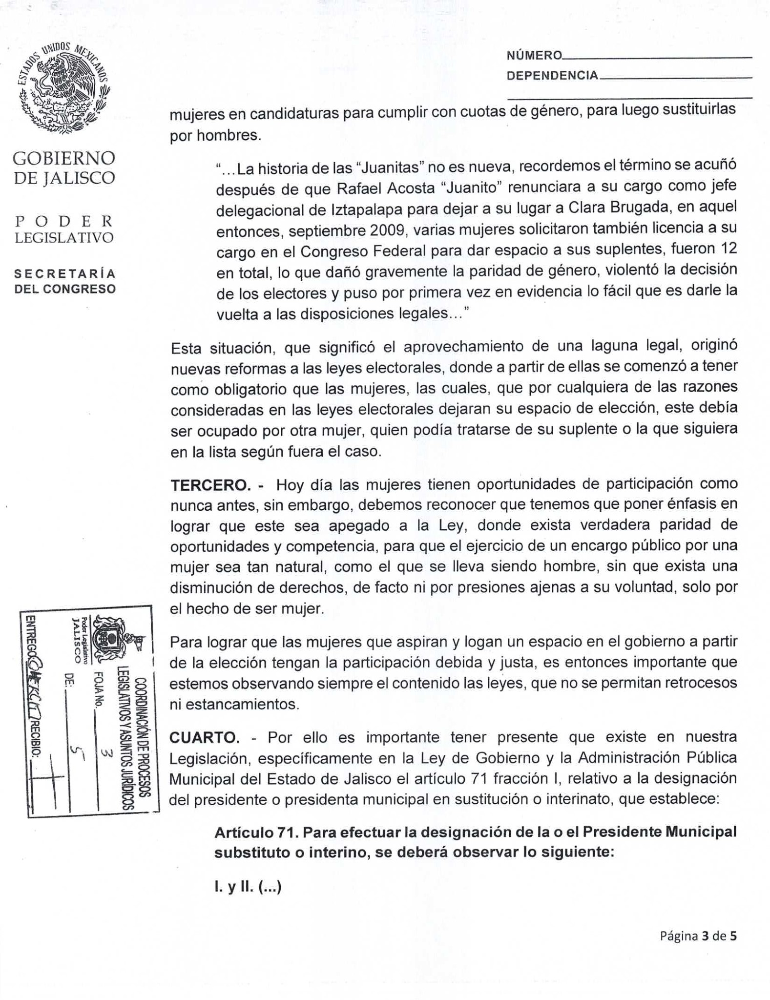 ESTADOS UNIDOS MEXICANOS
GOBIERNO
DE JALISCO
PODER
LEGISLATIVO
SECRETARÍA
DEL CONGRESO
NÚMERO
DEPENDENCIA
mujeres en candidaturas para cumplir con cuotas de género, para luego sustituirlas
por hombres.
“…La historia de las “Juanitas” no es nueva, recordemos el término se acuñó
después de que Rafael Acosta “Juanito” renunciara a su cargo como jefe
delegacional de Iztapalapa para dejar a su lugar a Clara Brugada, en aquel
entonces, septiembre 2009, varias mujeres solicitaron también licencia a su
cargo en el Congreso Federal para dar espacio a sus suplentes, fueron 12
en total, lo que dañó gravemente la paridad de género, violentó la decisión
de los electores y puso por primera vez en evidencia lo fácil que es darle la
vuelta a las disposiciones legales…”
Esta situación, que significó el aprovechamiento de una laguna legal, originó
nuevas reformas a las leyes electorales, donde a partir de ellas se comenzó a tener
como obligatorio que las mujeres, las cuales, que por cualquiera de las razones
consideradas en las leyes electorales dejaran su espacio de elección, este debía
ser ocupado por otra mujer, quien podía tratarse de su suplente o la que siguiera
en la lista según fuera el caso.
TERCERO. - Hoy día las mujeres tienen oportunidades de participación como
nunca antes, sin embargo, debemos reconocer que tenemos que poner énfasis en
lograr que este sea apegado a la Ley, donde exista verdadera paridad de
oportunidades y competencia, para que el ejercicio de un encargo público por una
mujer sea tan natural, como el que se lleva siendo hombre, sin que exista una
disminución de derechos, de facto ni por presiones ajenas a su voluntad, solo por
el hecho de ser mujer.
Para lograr que las mujeres que aspiran y logan un espacio en el gobierno a partir
de la elección tengan la participación debida y justa, es entonces importante que
estemos observando siempre el contenido las leyes, que no se permitan retrocesos
ni estancamientos.
CUARTO. - Por ello es importante tener presente que existe en nuestra
Legislación, específicamente en la Ley de Gobierno y la Administración Pública
Municipal del Estado de Jalisco el artículo 71 fracción I, relativo a la designación
del presidente o presidenta municipal en sustitución o interinato, que establece:
Artículo 71. Para efectuar la designación de la o el Presidente Municipal
substituto o interino, se deberá observar lo siguiente:
I. y II. (...)
COORDINACIÓN DE PROCESOS
LEGISLATIVOS Y ASUNTOS JURÍDICOS
Poder Legislativo
JALISCO
FOJA No. 3
DE: 5
ENTREGO RECIBIO:
Página 3 de 5